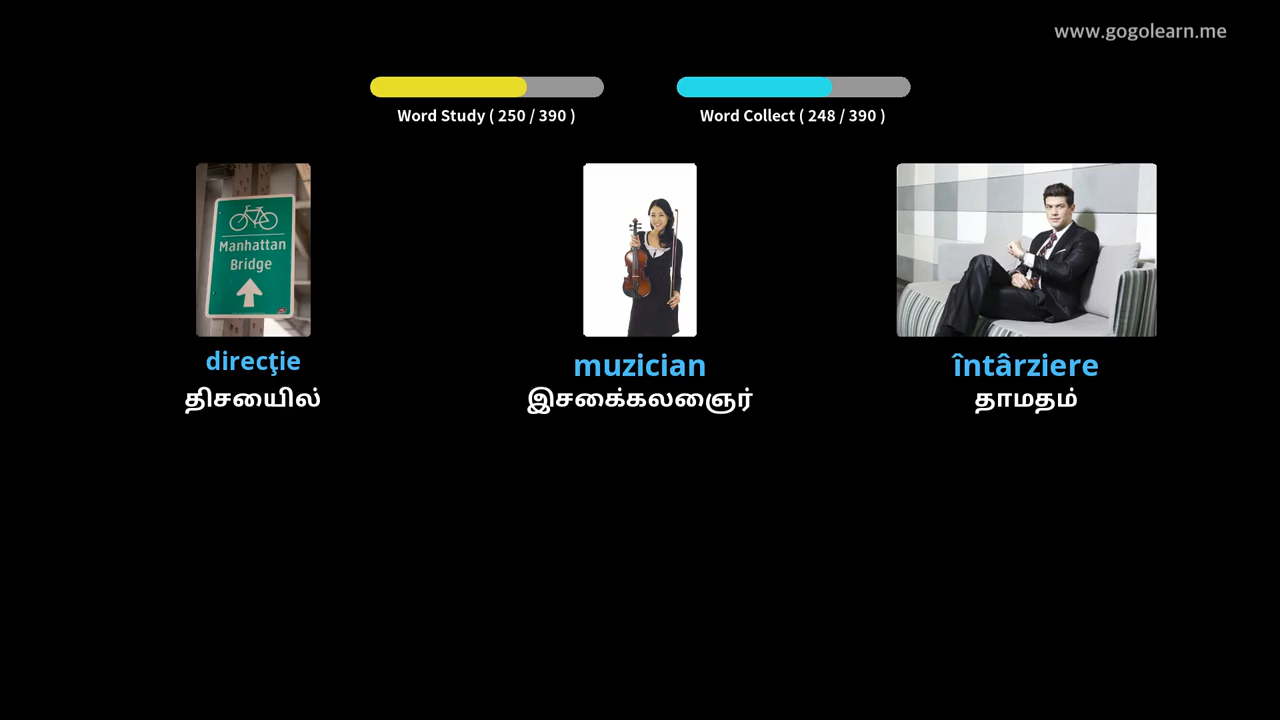 www.gogolearn.me
Word Study ( 250 / 390 )
Word Collect ( 248 / 390 )
Manhattan
Bridge
direcţie
muzician
întârziere
திசையில்
இசைக்கலைஞர்
தாமதம்